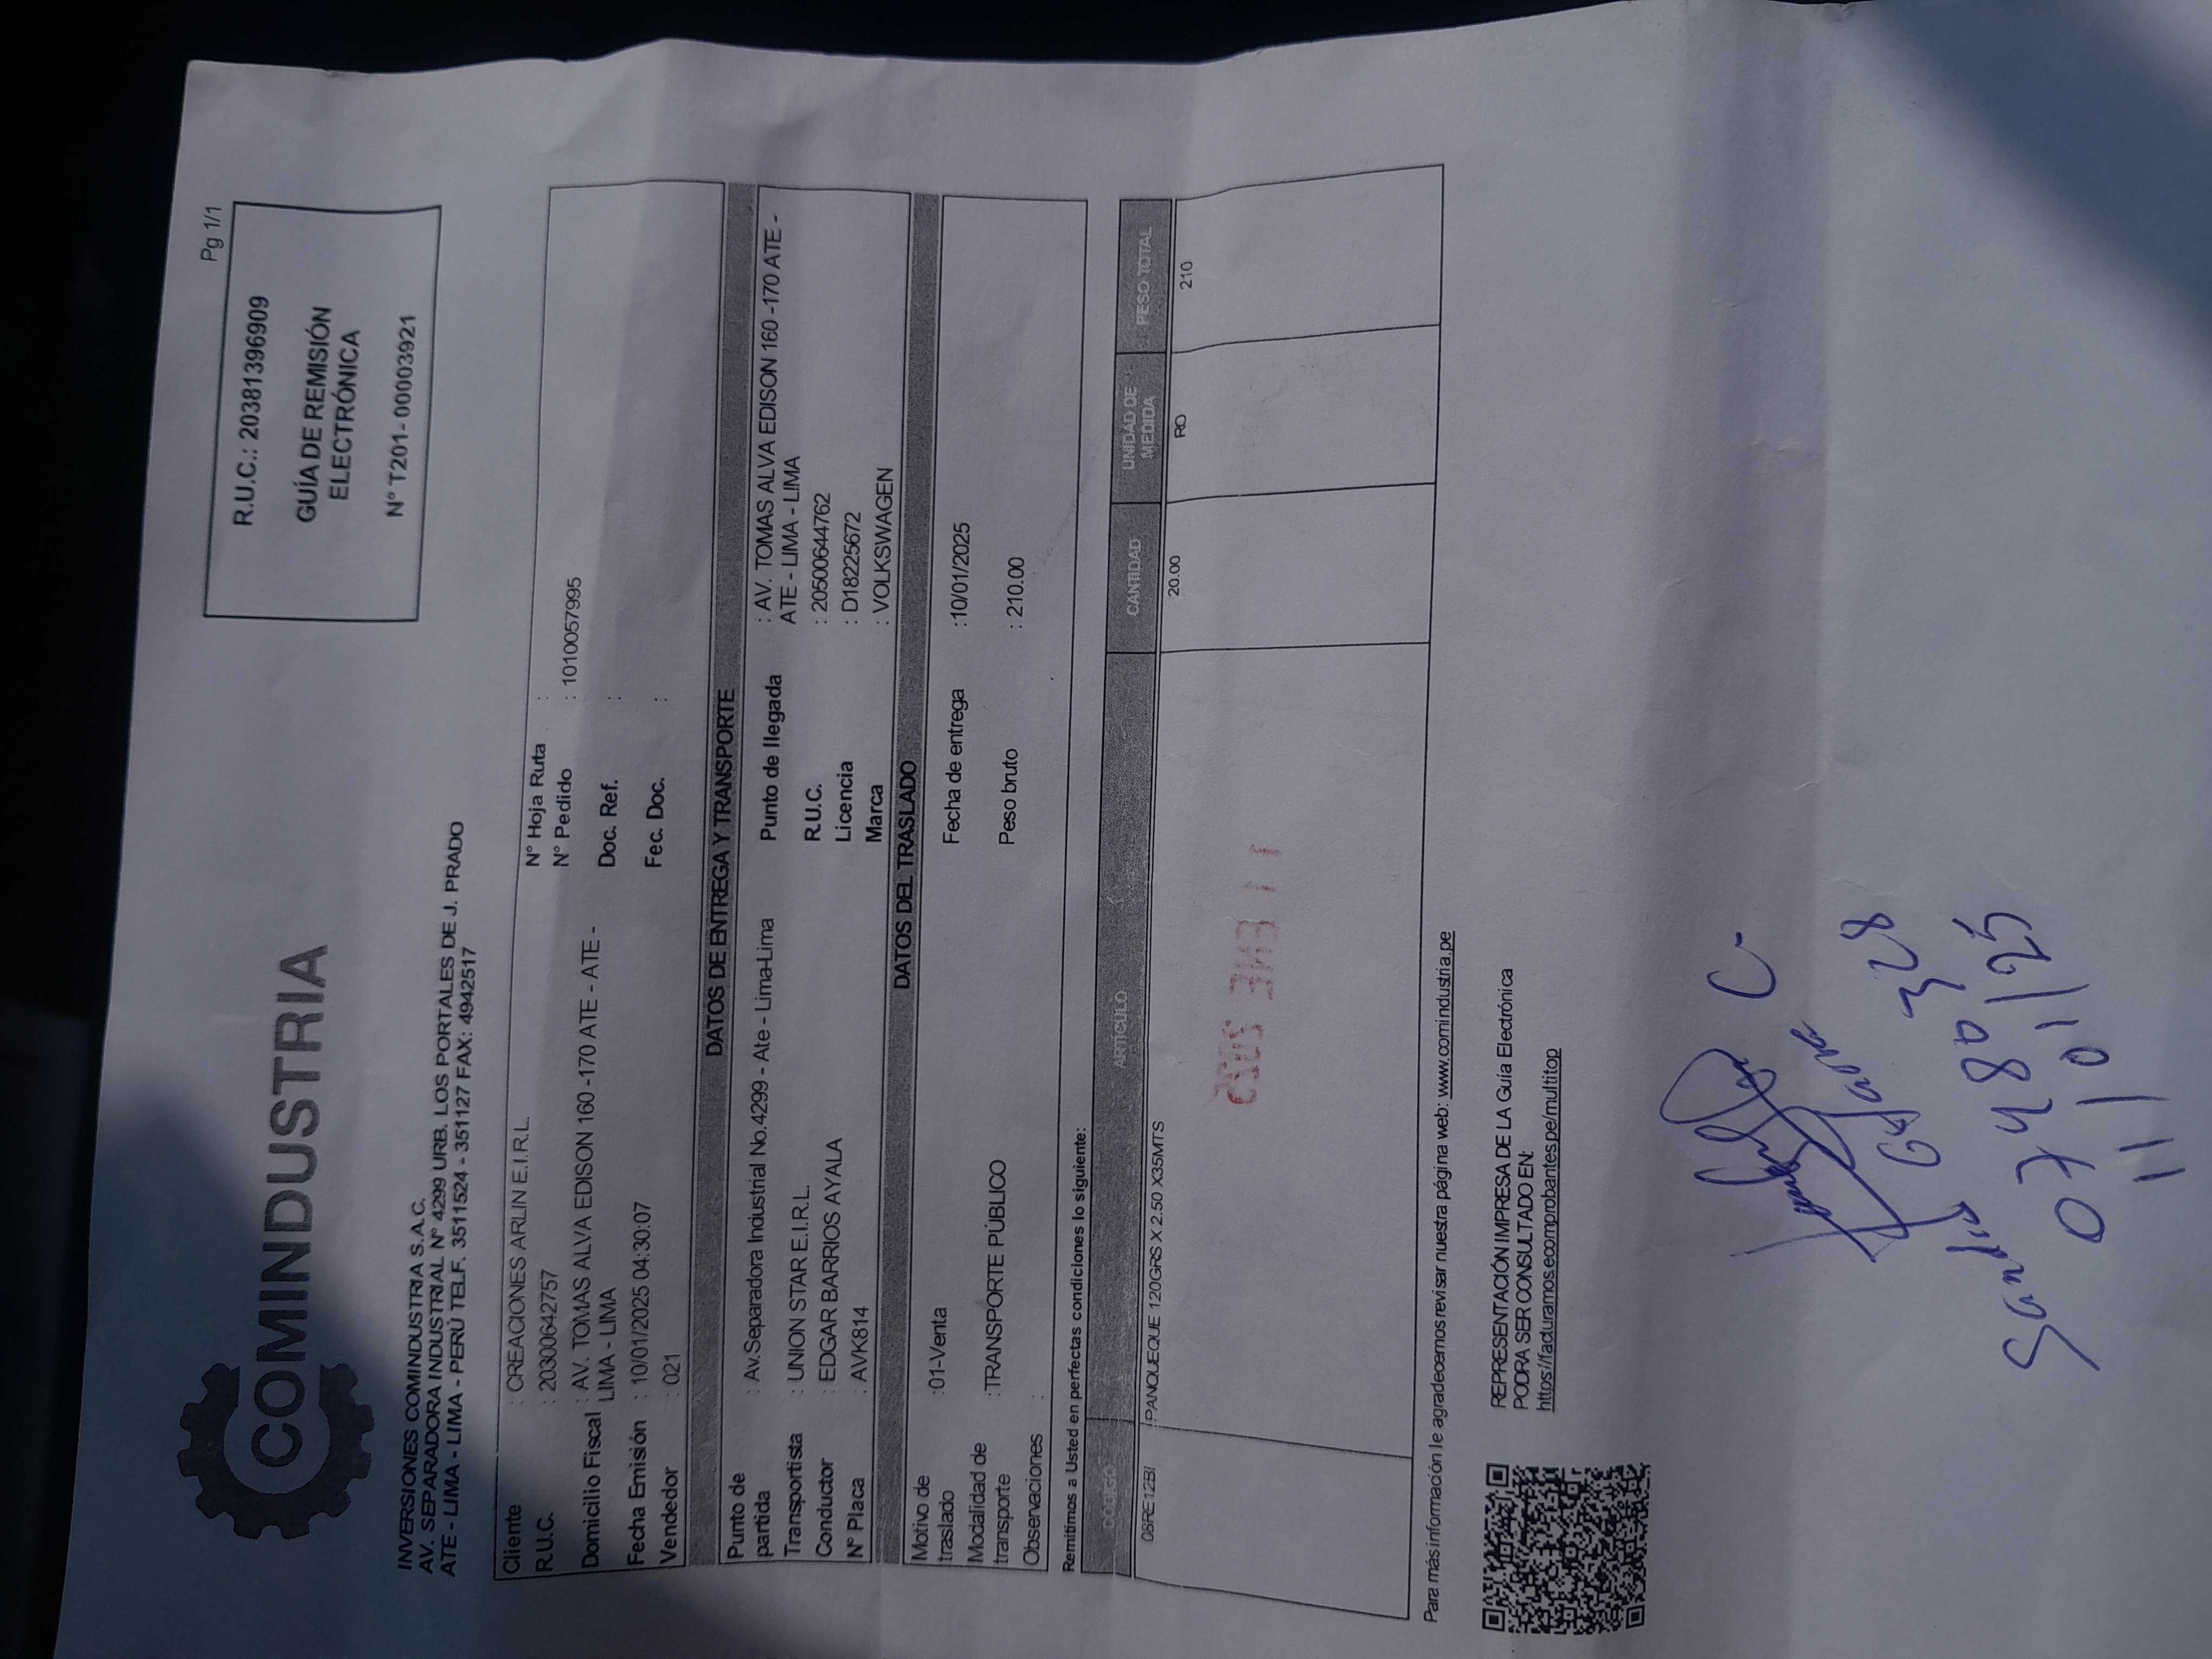 Pg 1/1
COMINDUSTRIA
R.U.C.: 20381396909
GUÍA DE REMISIÓN
ELECTRÓNICA
N° T201- 00003921
INVERSIONES COMINDUSTRIA S.A.C.
AV. SEPARADORA INDUSTRIAL N° 4299 URB. LOS PORTALES DE J. PRADO
ATE - LIMA - LIMA - PERÚ TELF. 3511524 - 351127 FAX: 4942517
Cliente : CREACIONES ARLIN E.I.R.L. N° Hoja Ruta :
R.U.C. : 20300642757 N° Pedido : 1010057995
Domicilio Fiscal : AV. TOMAS ALVA EDISON 160 -170 ATE - ATE - Doc. Ref. :
LIMA - LIMA
Fecha Emisión : 10/01/2025 04:30:07 Fec. Doc. :
Vendedor : 021
DATOS DE ENTREGA Y TRANSPORTE
Punto de partida : Av.Separadora Industrial No.4299 - Ate - Lima-Lima Punto de llegada : AV. TOMAS ALVA EDISON 160 -170 ATE -
ATE - LIMA - LIMA
Transportista : UNION STAR E.I.R.L. R.U.C. : 20500644762
Conductor : EDGAR BARRIOS AYALA Licencia : D18225672
N° Placa : AVK814 Marca : VOLKSWAGEN
DATOS DEL TRASLADO
Motivo de traslado :01-Venta Fecha de entrega :10/01/2025
Modalidad de transporte :TRANSPORTE PÚBLICO Peso bruto : 210.00
Observaciones :
Remitimos a Usted en perfectas condiciones lo siguiente:
CODIGO ARTICULO CANTIDAD UNIDAD DE MEDIDA PESO TOTAL
08RE12BI PANQUEQUE 120GRS X 2.50 X35MTS 20.00 RO 210
Para más información le agradecemos revisar nuestra página web: www.comindustria.pe
REPRESENTACIÓN IMPRESA DE LA Guía Electrónica
PODRA SER CONSULTADO EN:
https://facturamos.ecomprobantes.pe/multitop
11/01/25